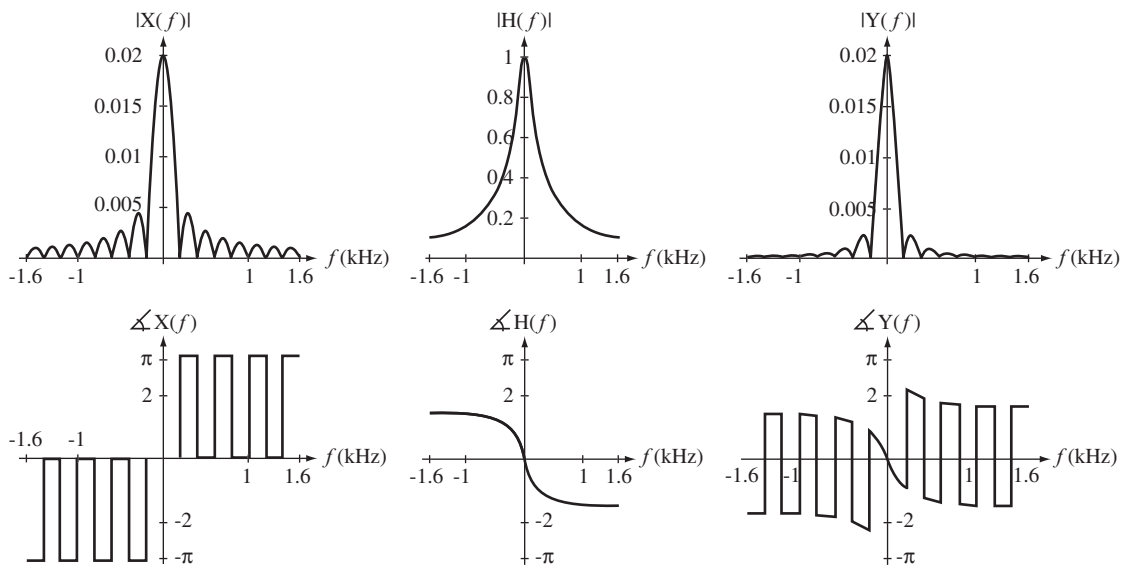 |X(f)|
0.02
0.015
0.01
0.005
-1.6 -1 1 1.6 f(kHz)
|H(f)|
1
0.8
0.6
0.4
0.2
-1.6 -1 1 1.6 f(kHz)
|Y(f)|
0.02
0.015
0.01
0.005
-1.6 -1 1 1.6 f(kHz)
∡X(f)
π
2
-1.6 -1 1 1.6 f(kHz)
-2
-π
∡H(f)
π
2
-1.6 -1 1 1.6 f(kHz)
-2
-π
∡Y(f)
π
2
-1.6 -1 1 1.6 f(kHz)
-2
-π